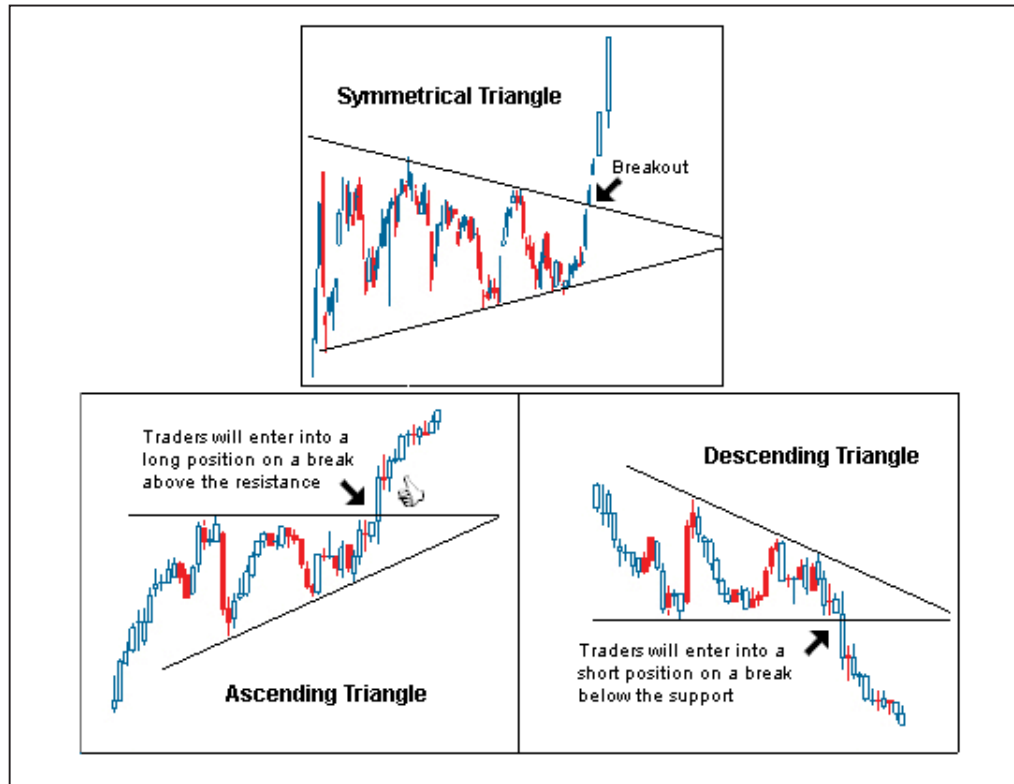 Symmetrical Triangle
Breakout
Traders will enter into a
long position on a break
above the resistance
Ascending Triangle
Descending Triangle
Traders will enter into a
short position on a break
below the support